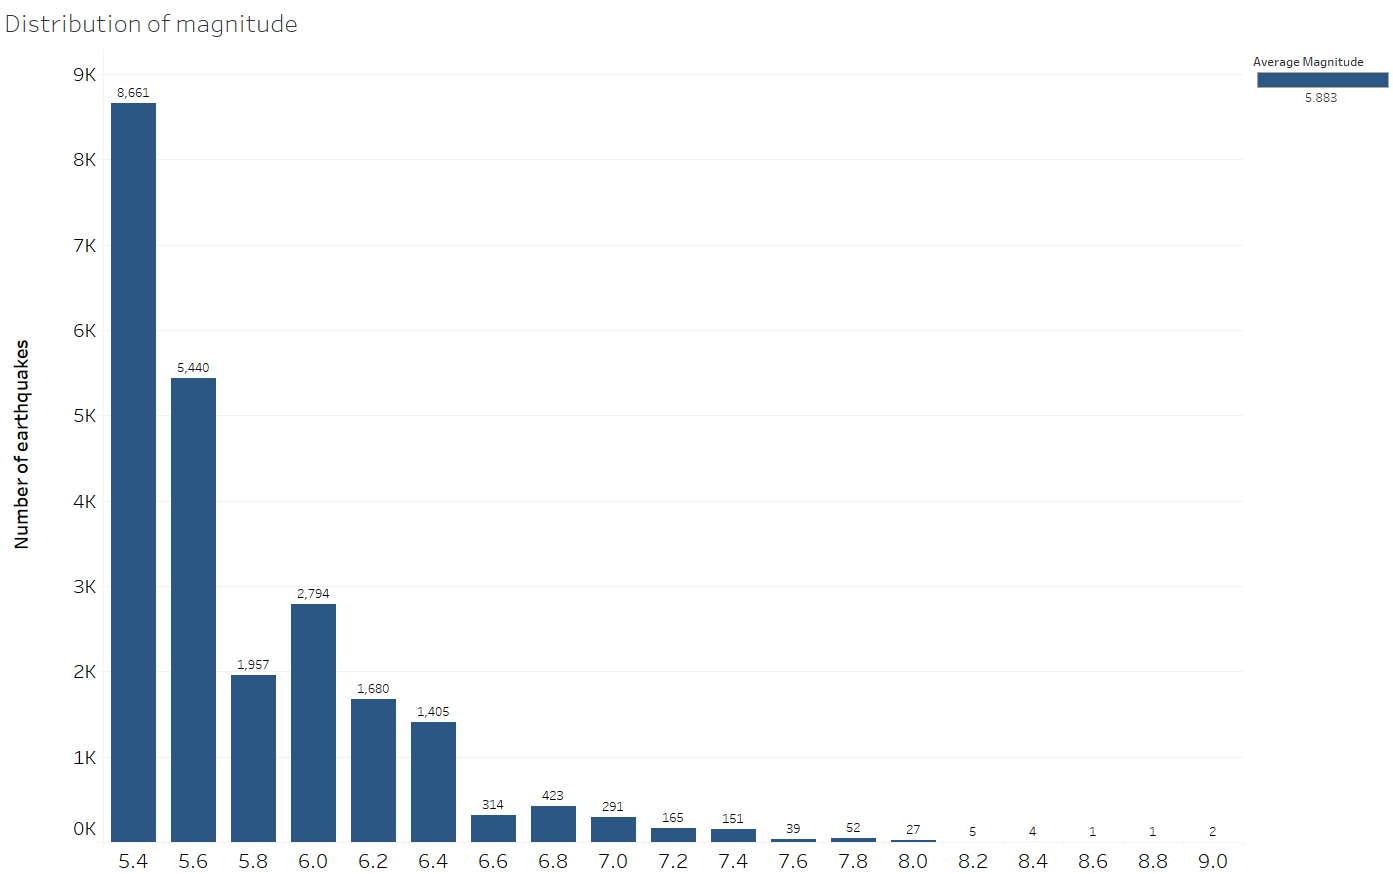 Distribution of magnitude
Average Magnitude
5.883
Number of earthquakes
9K
8K
7K
6K
5K
4K
3K
2K
1K
0K
8,661
5,440
1,957
2,794
1,680
1,405
314
423
291
165
151
39
52
27
5
4
1
1
2
5.4 5.6 5.8 6.0 6.2 6.4 6.6 6.8 7.0 7.2 7.4 7.6 7.8 8.0 8.2 8.4 8.6 8.8 9.0